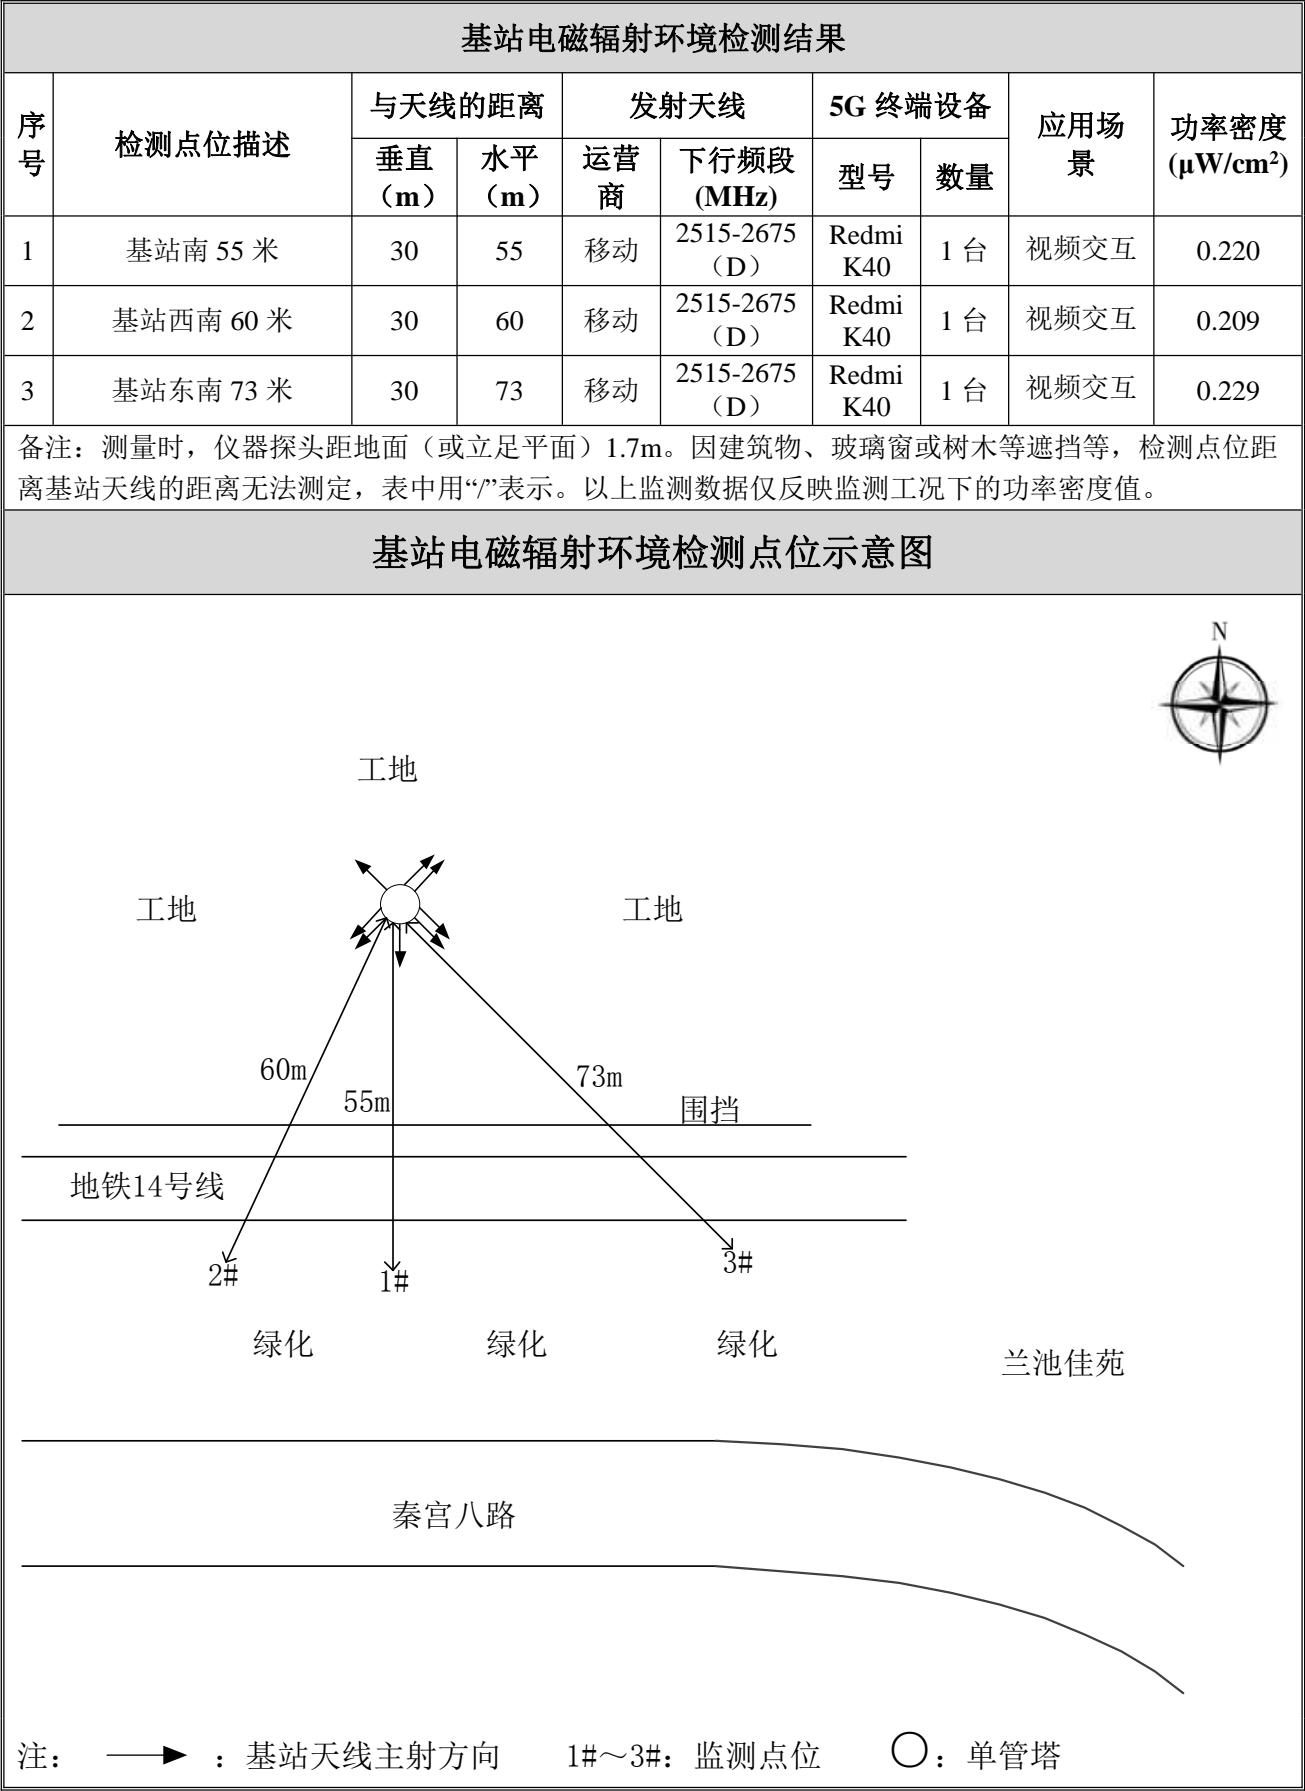 基站电磁辐射环境检测结果
序号 检测点位描述 与天线的距离 发射天线 5G 终端设备 应用场景 功率密度(μW/cm²)
垂直（m） 水平（m） 运营商 下行频段(MHz) 型号 数量
1 基站南 55 米 30 55 移动 2515-2675（D） Redmi K40 1 台 视频交互 0.220
2 基站西南 60 米 30 60 移动 2515-2675（D） Redmi K40 1 台 视频交互 0.209
3 基站东南 73 米 30 73 移动 2515-2675（D） Redmi K40 1 台 视频交互 0.229
备注：测量时，仪器探头距地面（或立足平面）1.7m。因建筑物、玻璃窗或树木等遮挡等，检测点位距
离基站天线的距离无法测定，表中用“/”表示。以上监测数据仅反映监测工况下的功率密度值。
基站电磁辐射环境检测点位示意图
N
工地
工地 工地
60m 73m
55m 围挡
地铁14号线
2# 1# 3#
绿化 绿化 绿化
兰池佳苑
秦宫八路
注： ：基站天线主射方向 1#～3#：监测点位 ：单管塔